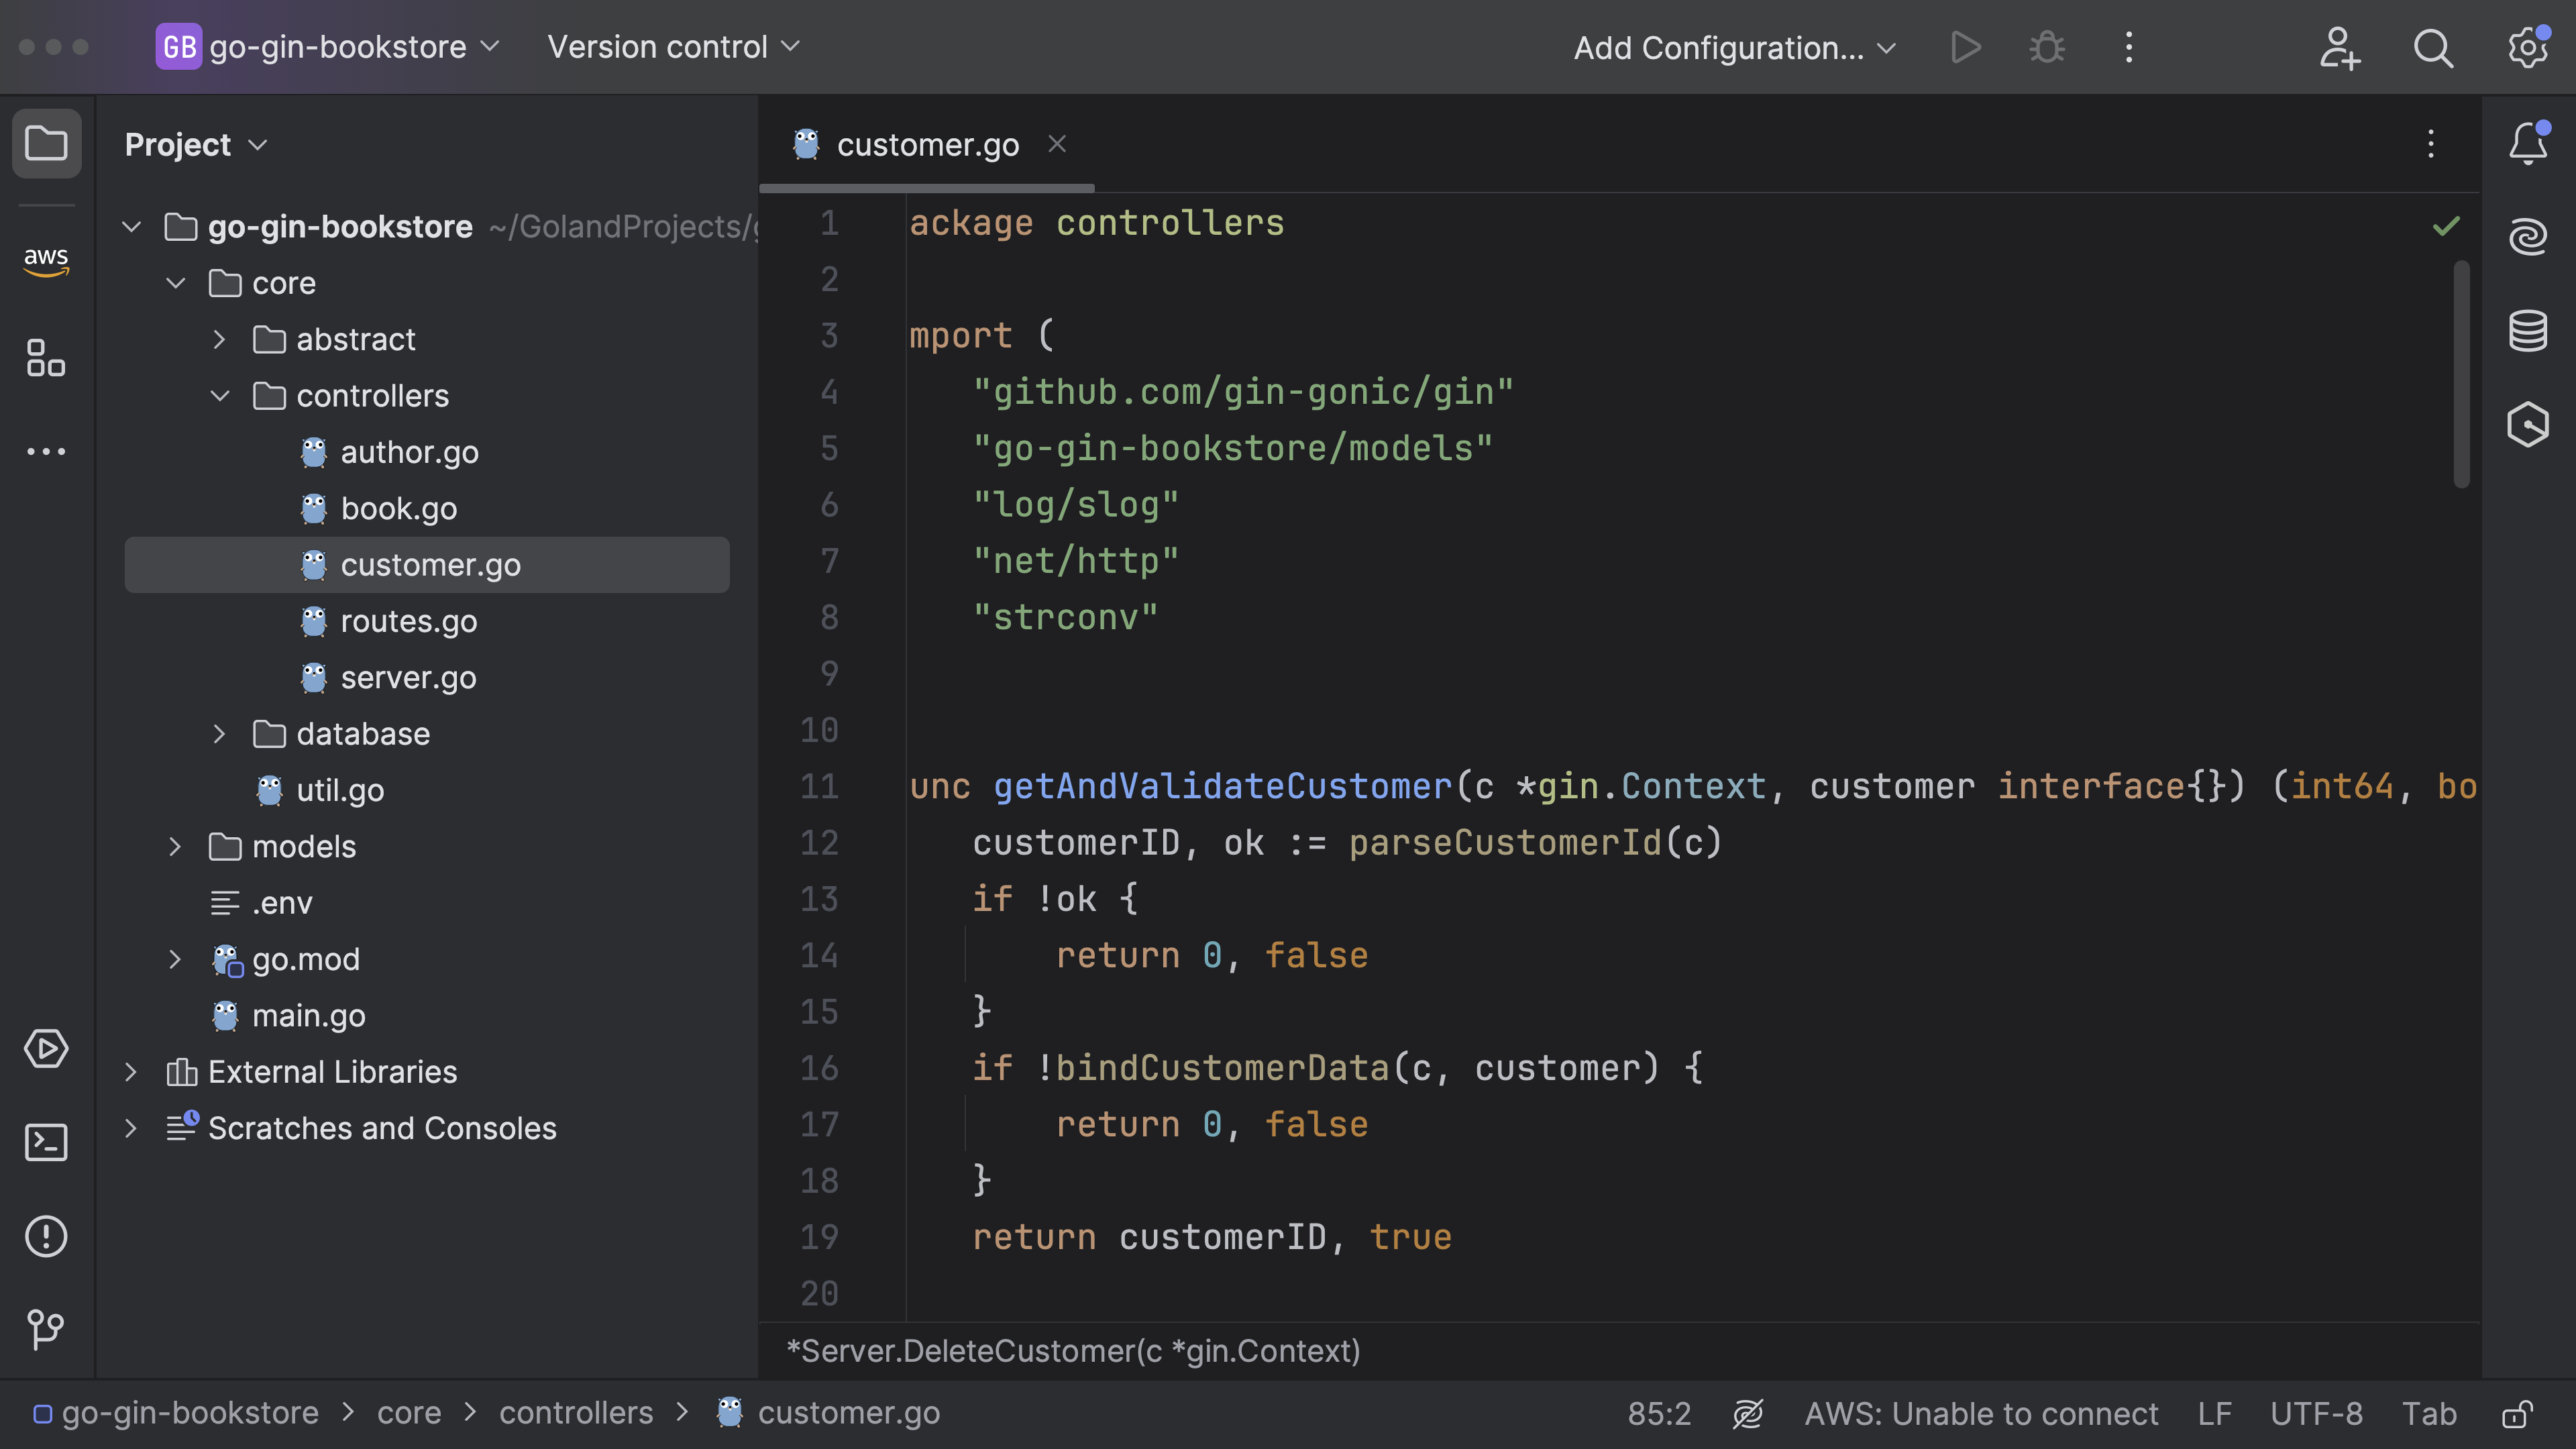 GB go-gin-bookstore Version control Add Configuration...
Project
customer.go
aws
go-gin-bookstore ~/GolandProjects/
core
abstract
controllers
author.go
book.go
customer.go
routes.go
server.go
database
util.go
models
.env
go.mod
main.go
External Libraries
Scratches and Consoles
1 ackage controllers
2
3 mport (
4 "github.com/gin-gonic/gin"
5 "go-gin-bookstore/models"
6 "log/slog"
7 "net/http"
8 "strconv"
9
10
11 unc getAndValidateCustomer(c *gin.Context, customer interface{}) (int64, bo
12 customerID, ok := parseCustomerId(c)
13 if !ok {
14 return 0, false
15 }
16 if !bindCustomerData(c, customer) {
17 return 0, false
18 }
19 return customerID, true
20
*Server.DeleteCustomer(c *gin.Context)
go-gin-bookstore > core > controllers > customer.go 85:2 AWS: Unable to connect LF UTF-8 Tab